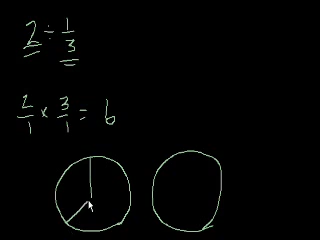 2 ÷ 1/3
2/1 × 3/1 = 6